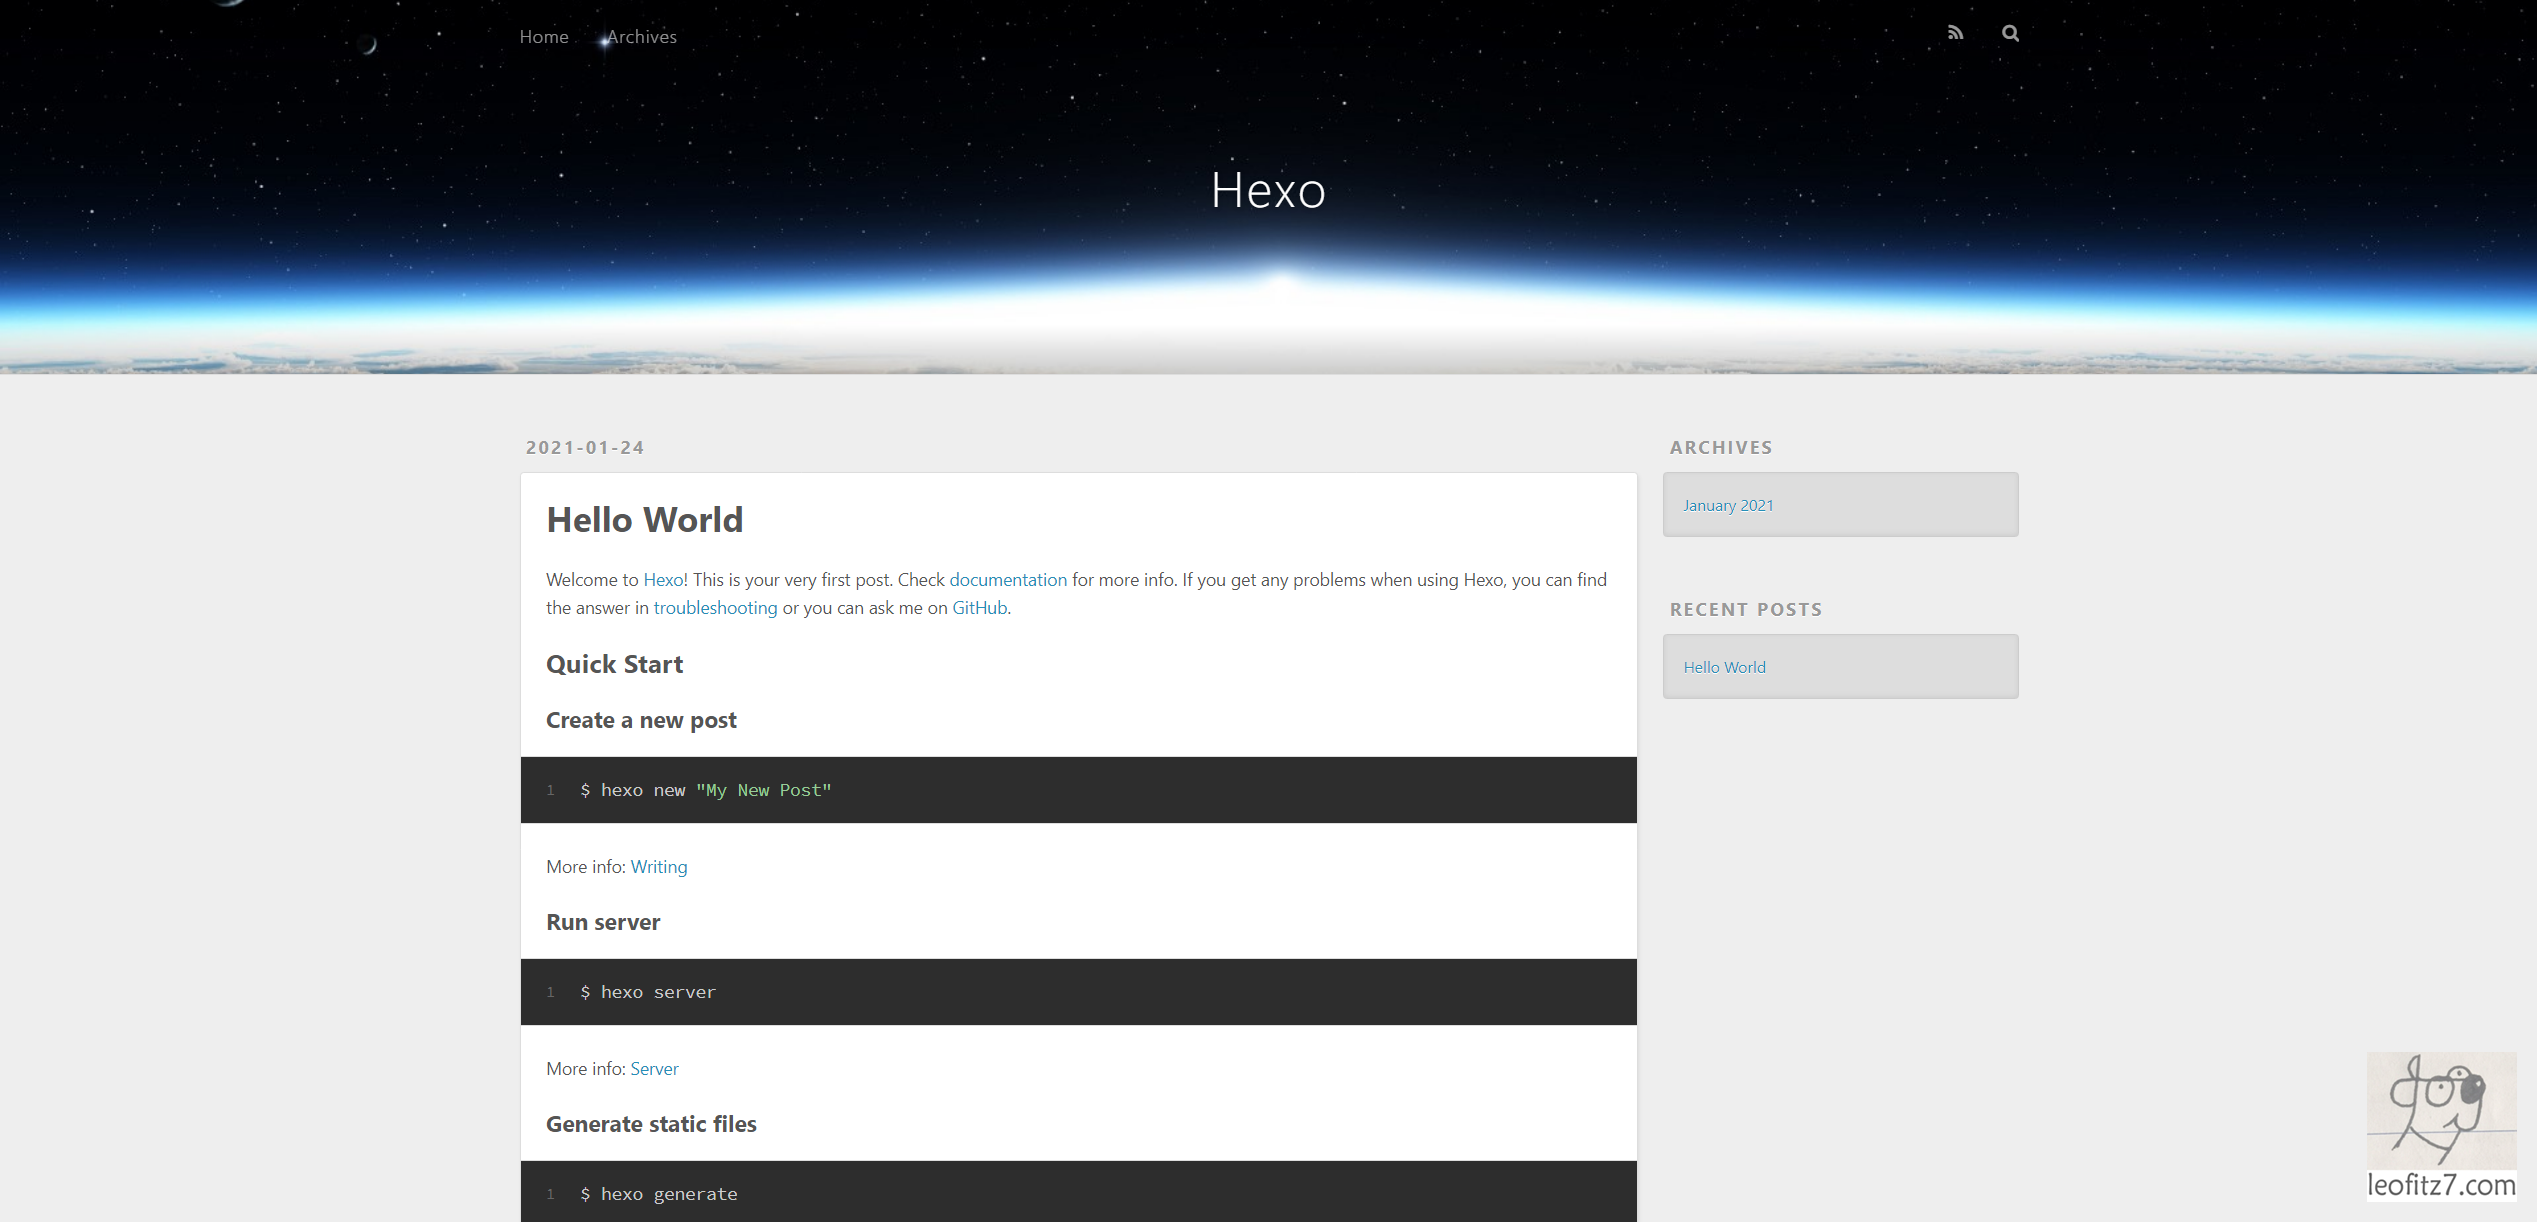 Home Archives
Hexo
2021-01-24
Hello World
Welcome to Hexo! This is your very first post. Check documentation for more info. If you get any problems when using Hexo, you can find
the answer in troubleshooting or you can ask me on GitHub.
Quick Start
Create a new post
1 $ hexo new "My New Post"
More info: Writing
Run server
1 $ hexo server
More info: Server
Generate static files
1 $ hexo generate
ARCHIVES
January 2021
RECENT POSTS
Hello World
dog
leofitz7.com